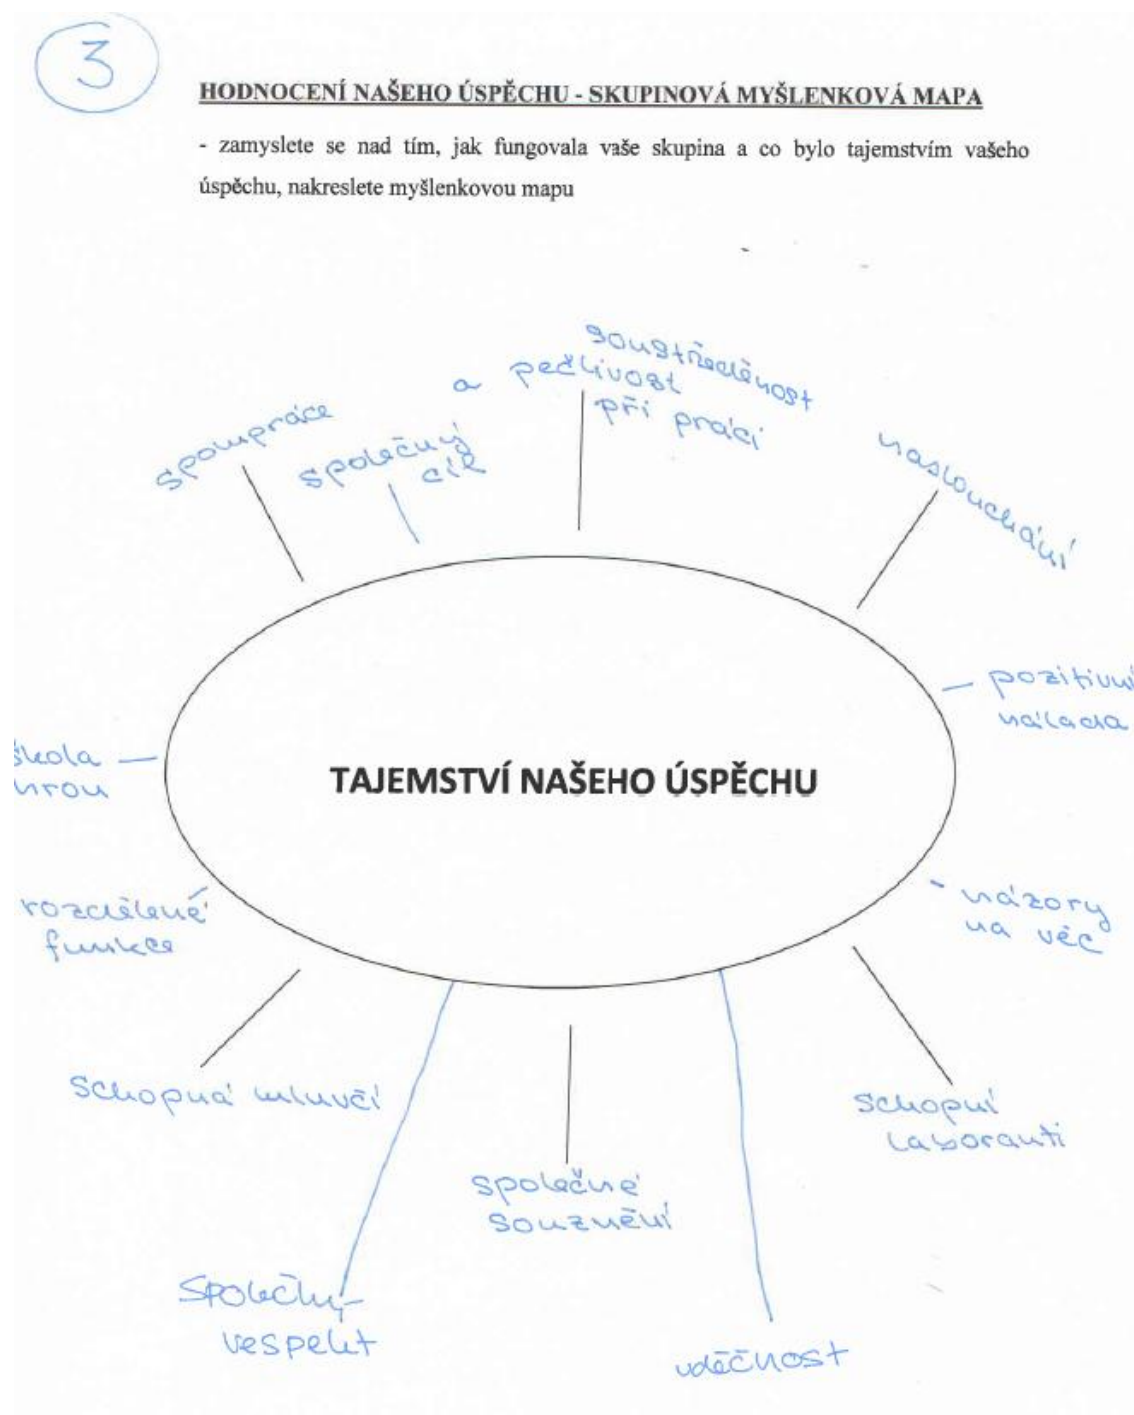 3
HODNOCENÍ NAŠEHO ÚSPĚCHU - SKUPINOVÁ MYŠLENKOVÁ MAPA
- zamyslete se nad tím, jak fungovala vaše skupina a co bylo tajemstvím vašeho
úspěchu, nakreslete myšlenkovou mapu
soustředěnost
a pečlivost
při práci
spolupráce
společný
cíl
naslouchání
pozitivní
nálada
škola
hrou
TAJEMSTVÍ NAŠEHO ÚSPĚCHU
rozdělené
funkce
názory
na věc
schopná mluvčí
schopní
laboranti
společné
souznění
společný
respekt
vděčnost